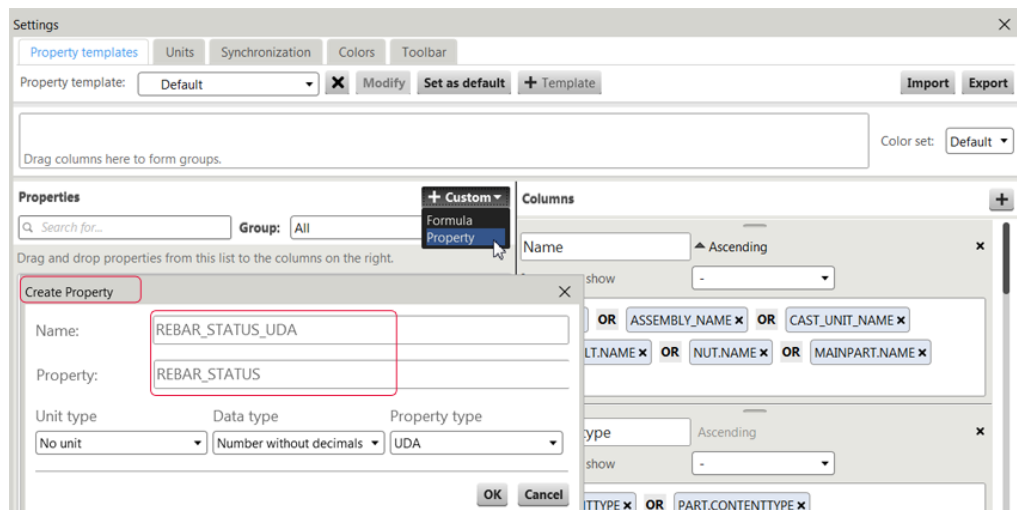 Settings
Property templates Units Synchronization Colors Toolbar
Property template: Default Modify Set as default + Template Import Export
Drag columns here to form groups.
Color set: Default
Properties + Custom Columns +
Search for... Group: All
Formula
Property
Name Ascending
Drag and drop properties from this list to the columns on the right.
show -
Create Property
Name: REBAR_STATUS_UDA
OR ASSEMBLY_NAME × OR CAST_UNIT_NAME ×
LT.NAME × OR NUT.NAME × OR MAINPART.NAME ×
Property: REBAR_STATUS
Unit type Data type Property type
No unit Number without decimals UDA
ype Ascending
show -
OK Cancel
TTYPE × OR PART.CONTENTTYPE ×